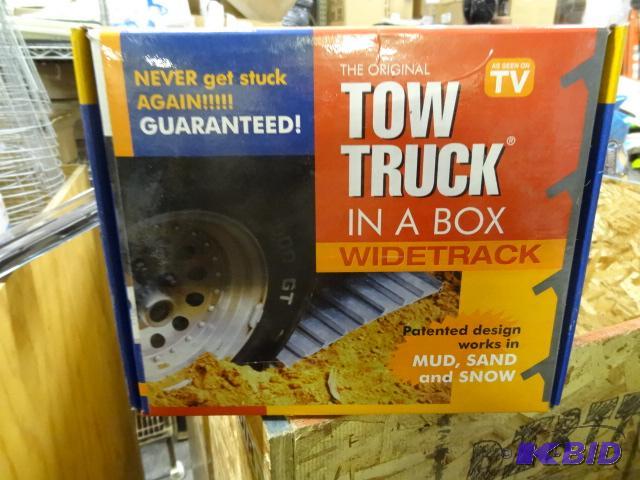 NEVER get stuck
AGAIN!!!!!
GUARANTEED!
THE ORIGINAL
AS SEEN ON
TV
TOW
TRUCK®
IN A BOX
WIDETRACK
GT
Patented design
works in
MUD, SAND
and SNOW
K-BID